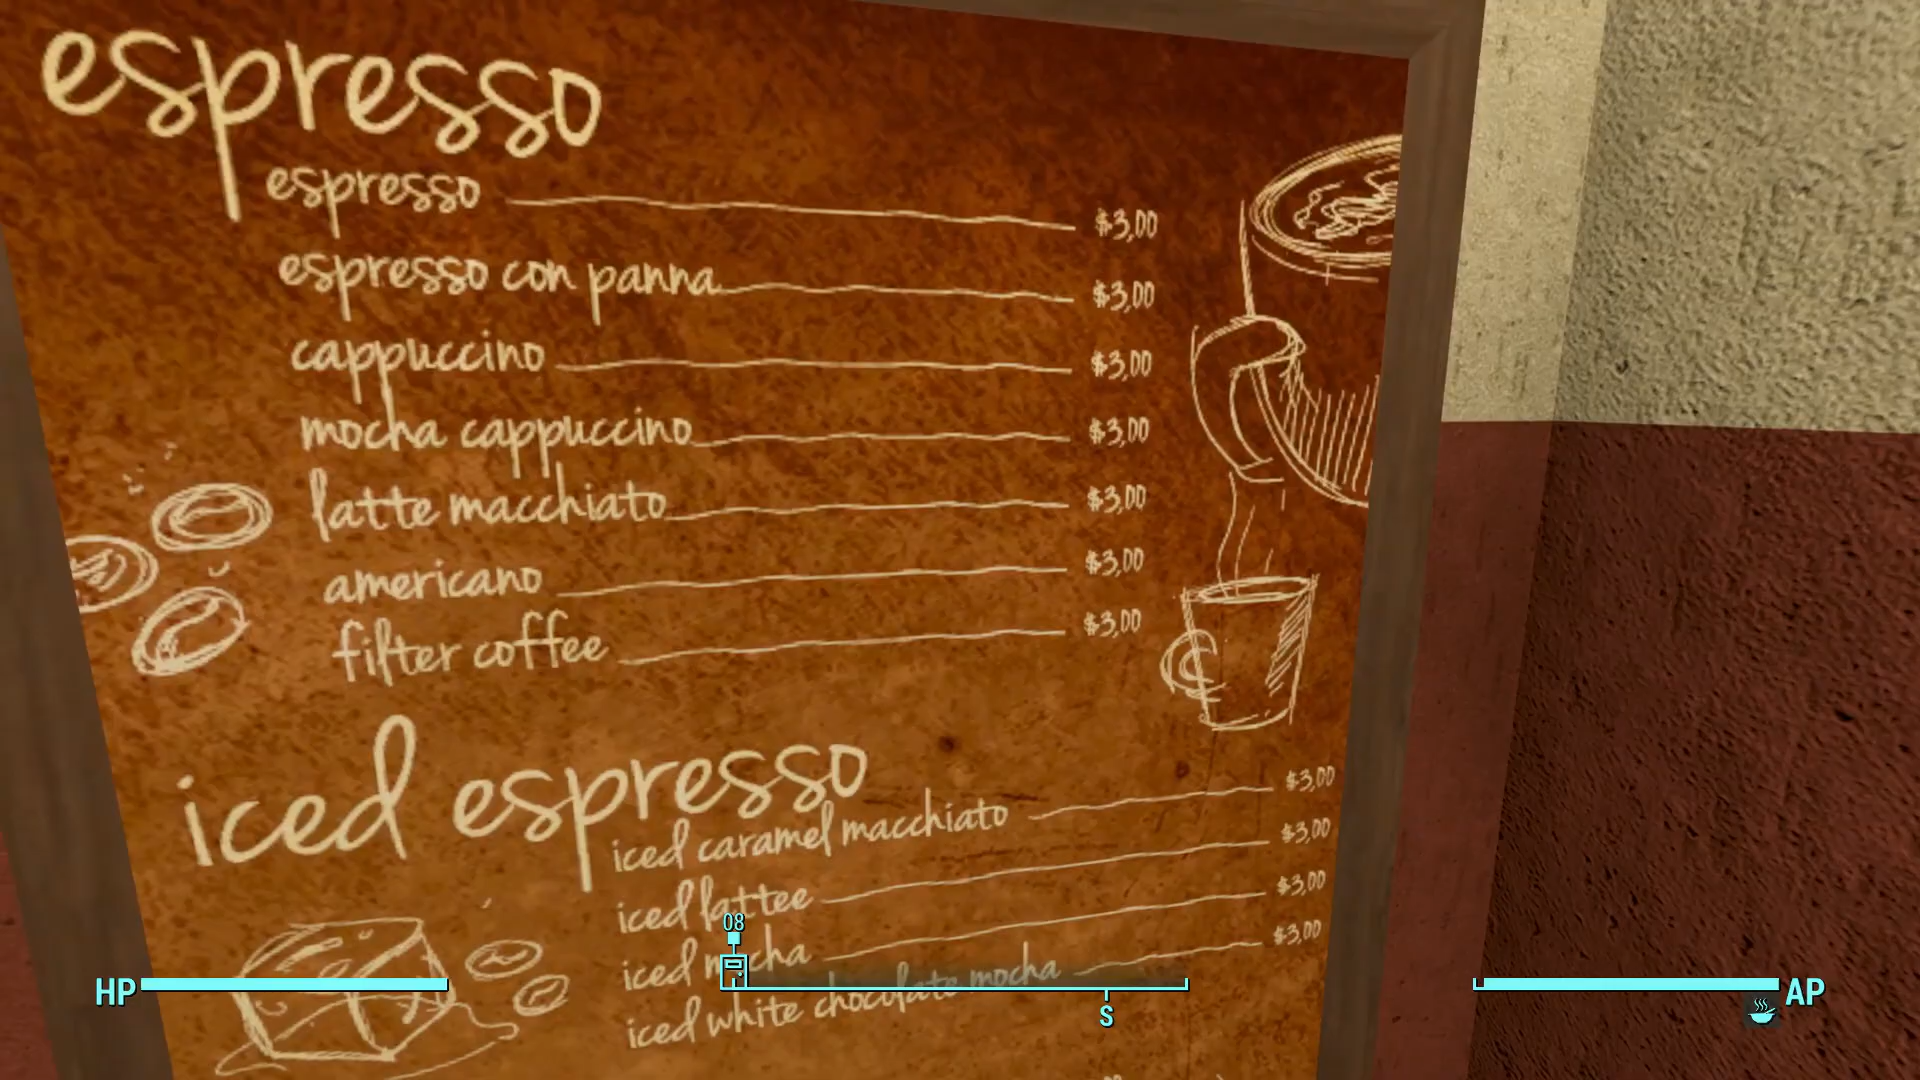 espresso
espresso $3,00
espresso con panna $3,00
cappuccino $3,00
mocha cappuccino $3,00
latte macchiato $3,00
americano $3,00
filter coffee $3,00
iced espresso
iced caramel macchiato $3,00
iced lattee $3,00
iced mocha $3,00
iced white chocolate mocha $3,00
08
HP
S
AP